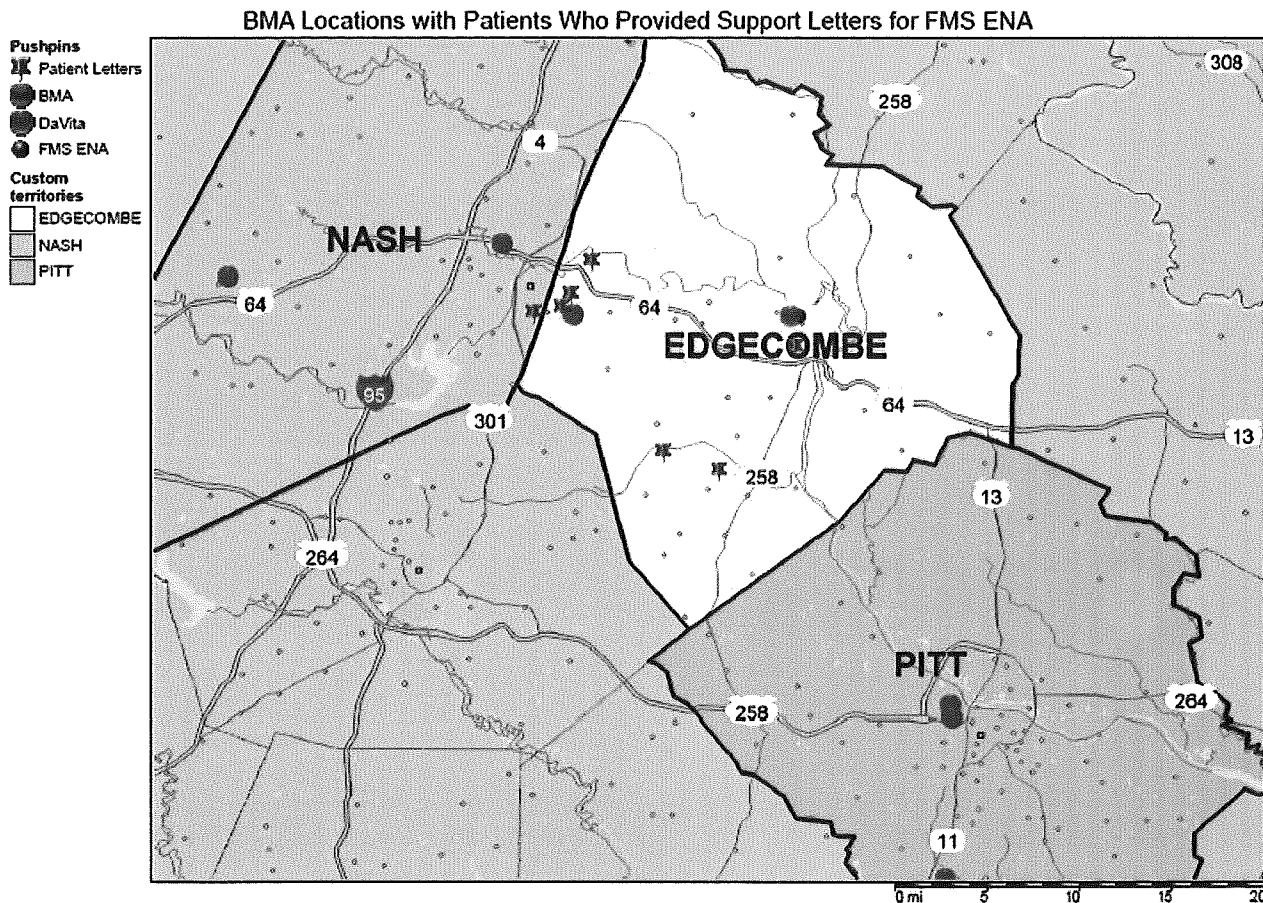 BMA Locations with Patients Who Provided Support Letters for FMS ENA
Pushpins
Patient Letters
BMA
DaVita
FMS ENA
Custom
territories
EDGECOMBE
NASH
PITT
308
258
4
NASH
64
64
EDGECOMBE
95
64
301
13
258
13
264
PITT
264
258
11
0 mi 5 10 15 20